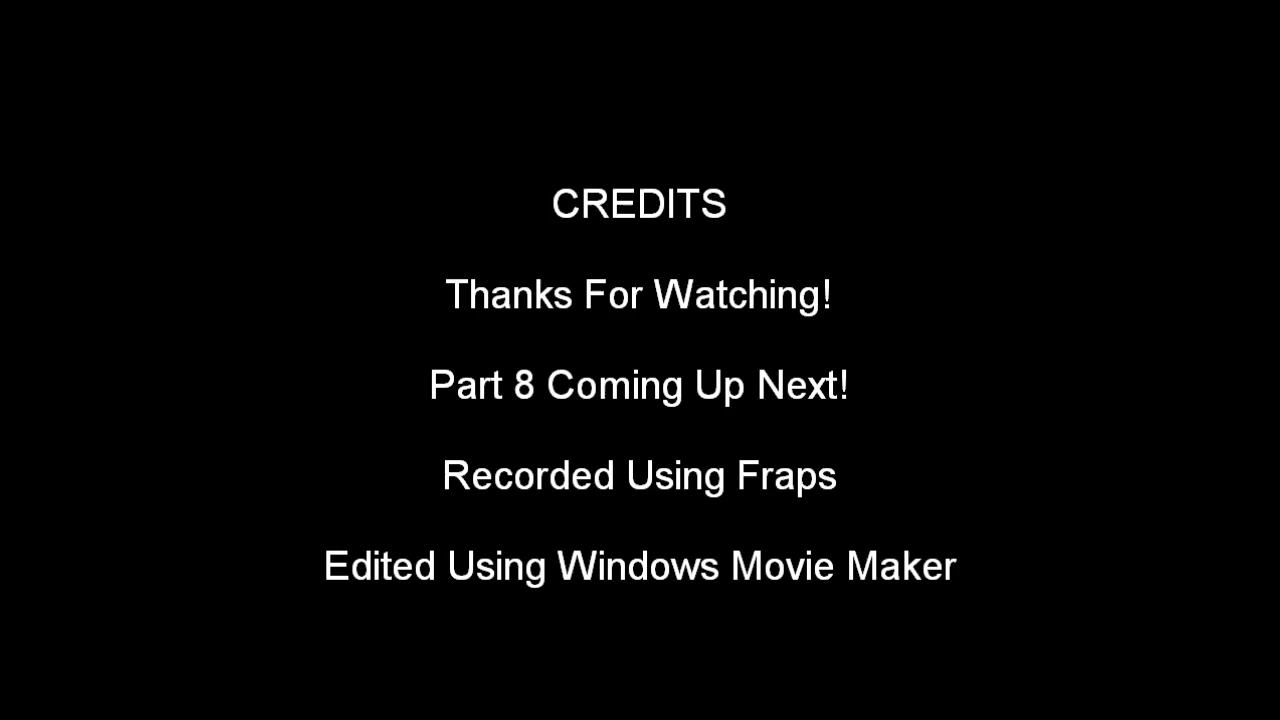 CREDITS
Thanks For Watching!
Part 8 Coming Up Next!
Recorded Using Fraps
Edited Using Windows Movie Maker